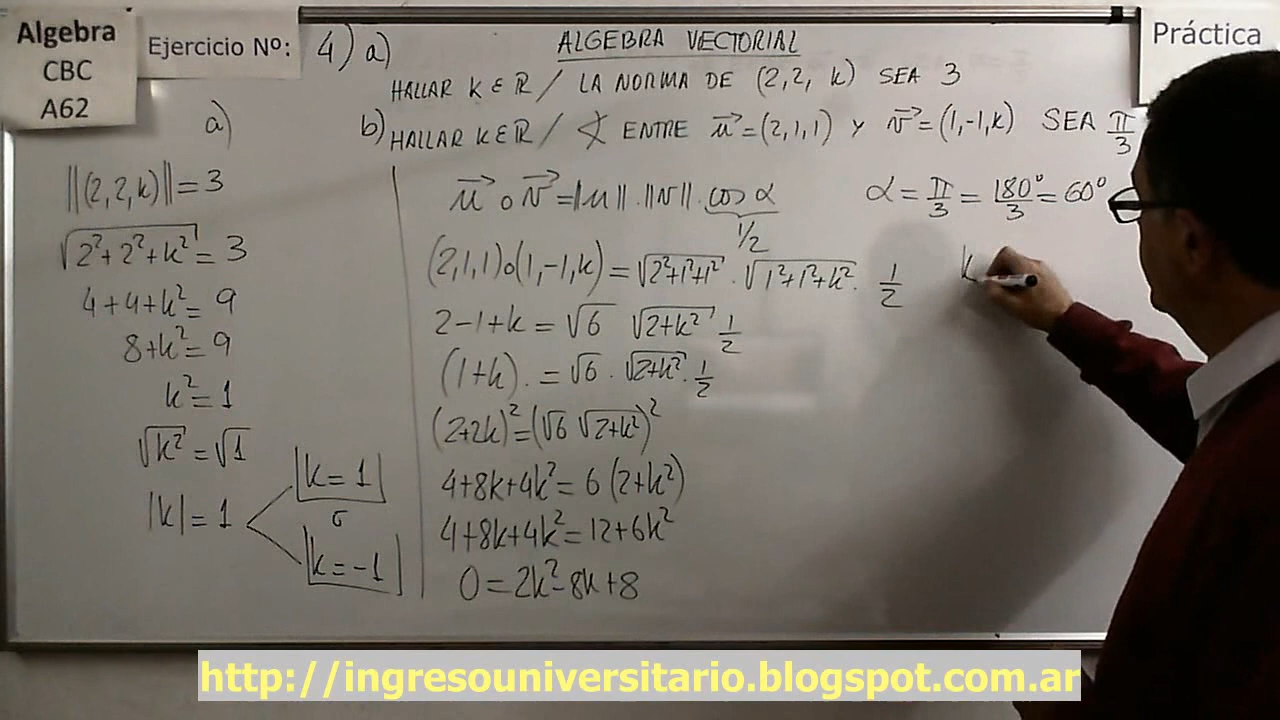 Algebra
CBC
A62
Ejercicio Nº:
4) a)
ALGEBRA VECTORIAL
Práctica
HALLAR K ∈ ℝ / LA NORMA DE (2,2, k) SEA 3
b) HALLAR K ∈ ℝ / ∢ ENTRE u⃗ = (2,1,1) Y v⃗ = (1,-1,k) SEA π/3
a)
||(2,2,k)|| = 3
√(2²+2²+k²) = 3
4+4+k² = 9
8+k² = 9
k² = 1
√k² = √1
|k| = 1
k = 1
o
k = -1
u⃗ o v⃗ = ||u|| . ||v|| . cos α
1/2
(2,1,1)o(1,-1,k) = √(2²+1²+1²) . √(1²+1²+k²) . 1/2
2-1+k = √6 √(2+k²) 1/2
(1+k) . = √6 . √(2+k²) . 1/2
(2+2k)² = (√6 √(2+k²))²
4+8k+4k² = 6 (2+k²)
4+8k+4k² = 12+6k²
0 = 2k²-8k+8
α = π/3 = 180°/3 = 60°
k
http://ingresouniversitario.blogspot.com.ar